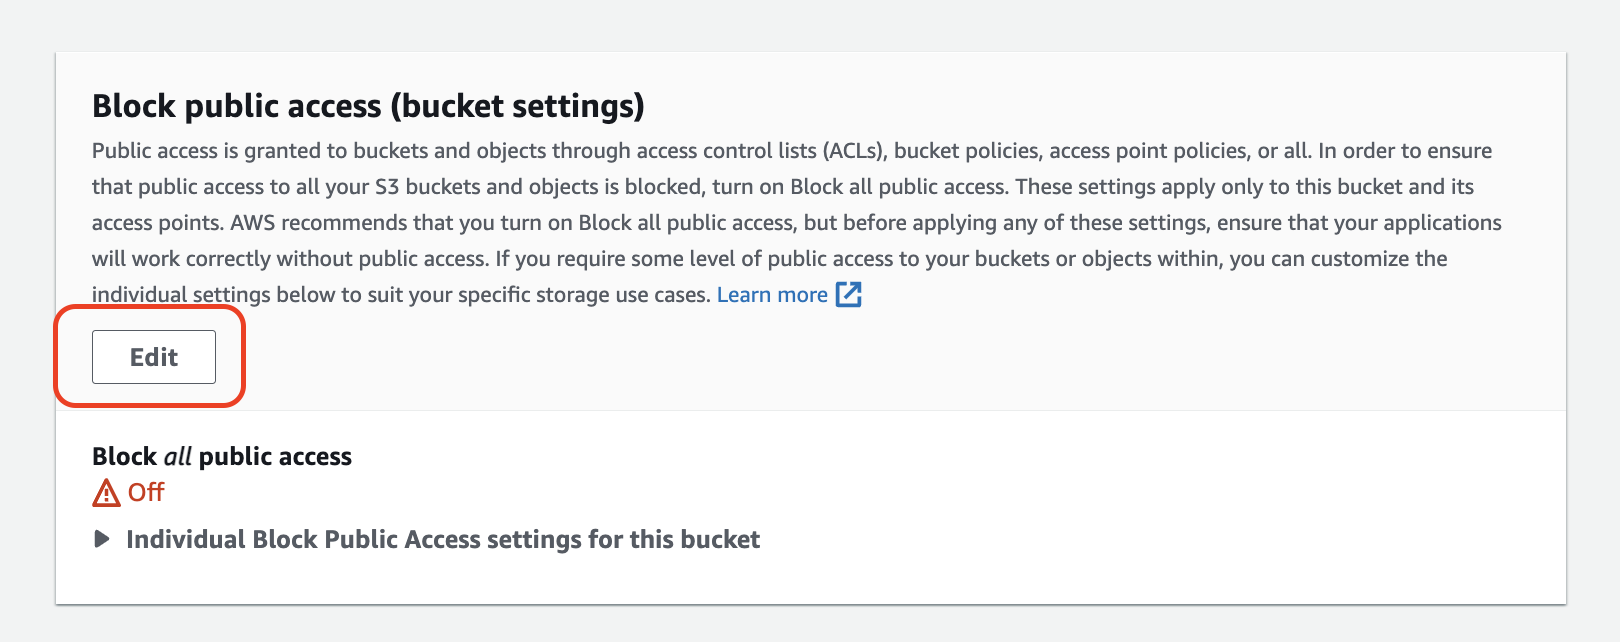 Block public access (bucket settings)
Public access is granted to buckets and objects through access control lists (ACLs), bucket policies, access point policies, or all. In order to ensure
that public access to all your S3 buckets and objects is blocked, turn on Block all public access. These settings apply only to this bucket and its
access points. AWS recommends that you turn on Block all public access, but before applying any of these settings, ensure that your applications
will work correctly without public access. If you require some level of public access to your buckets or objects within, you can customize the
individual settings below to suit your specific storage use cases. Learn more
Edit
Block all public access
Off
Individual Block Public Access settings for this bucket